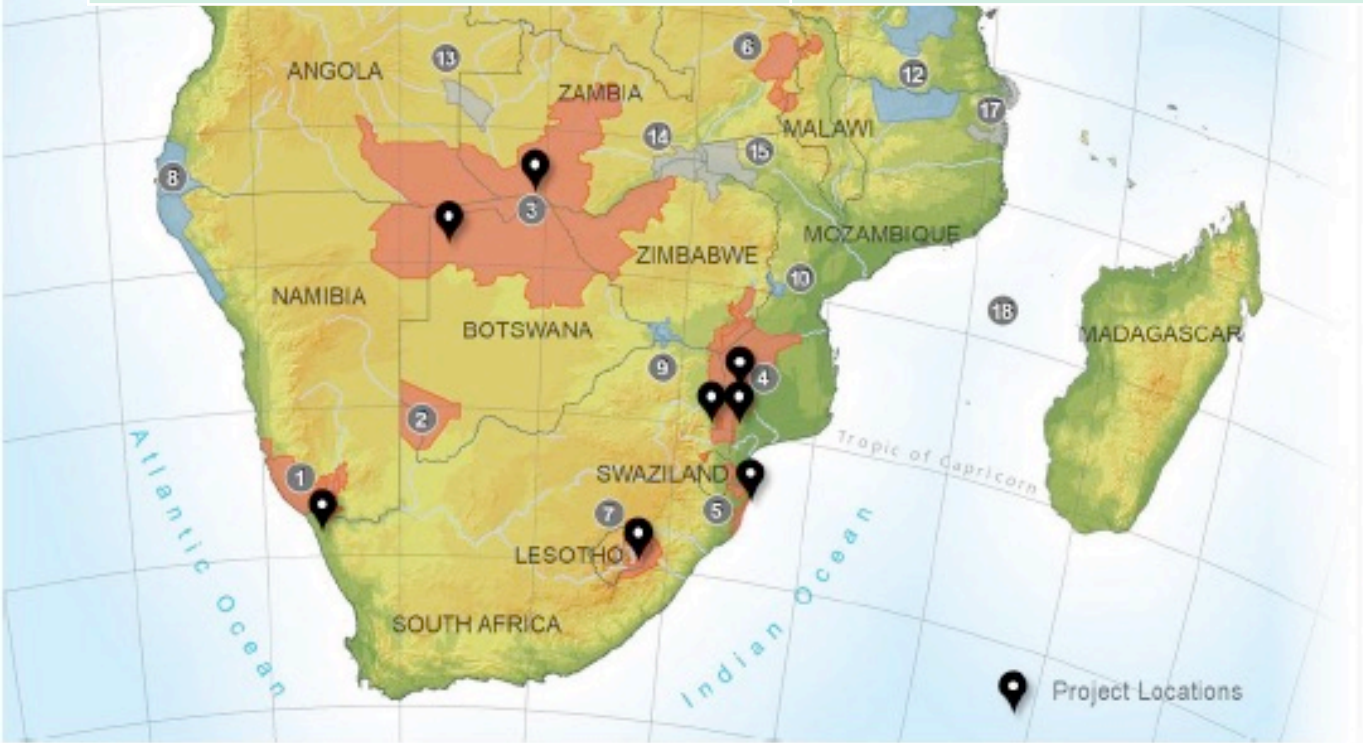 6
13
ANGOLA
12
ZAMBIA
17
MALAWI
14
15
8
3
MOZAMBIQUE
ZIMBABWE
10
NAMIBIA
18
BOTSWANA
MADAGASCAR
9
4
2
Tropic of Capricorn
Atlantic Ocean
SWAZILAND
1
7
5
LESOTHO
Indian Ocean
SOUTH AFRICA
Project Locations